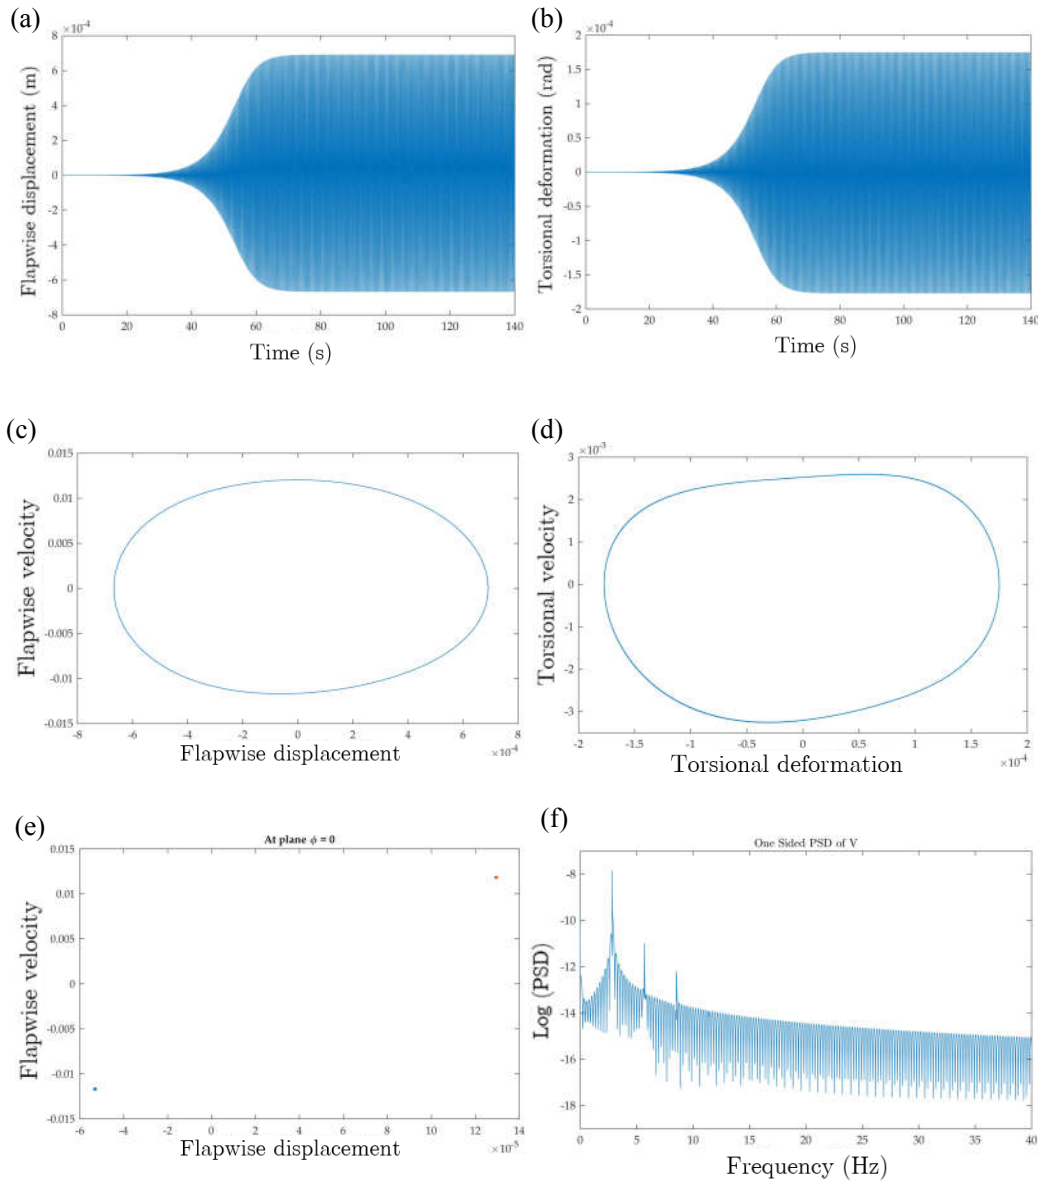 (a)
×10⁻⁴
8
6
4
2
0
-2
-4
-6
-8
0 20 40 60 80 100 120 140
Flapwise displacement (m)
Time (s)
(b)
×10⁻⁴
2
1.5
1
0.5
0
-0.5
-1
-1.5
-2
0 20 40 60 80 100 120 140
Torsional deformation (rad)
Time (s)
(c)
0.015
0.01
0.005
0
-0.005
-0.01
-0.015
-8 -6 -4 -2 0 2 4 6 8
×10⁻⁴
Flapwise velocity
Flapwise displacement
(d)
×10⁻³
3
2
1
0
-1
-2
-3
-2 -1.5 -1 -0.5 0 0.5 1 1.5 2
×10⁻⁴
Torsional velocity
Torsional deformation
(e)
At plane ϕ = 0
0.015
0.01
0.005
0
-0.005
-0.01
-0.015
-6 -4 -2 0 2 4 6 8 10 12 14
×10⁻⁵
Flapwise velocity
Flapwise displacement
(f)
One Sided PSD of V
-8
-10
-12
-14
-16
-18
0 5 10 15 20 25 30 35 40
Log (PSD)
Frequency (Hz)